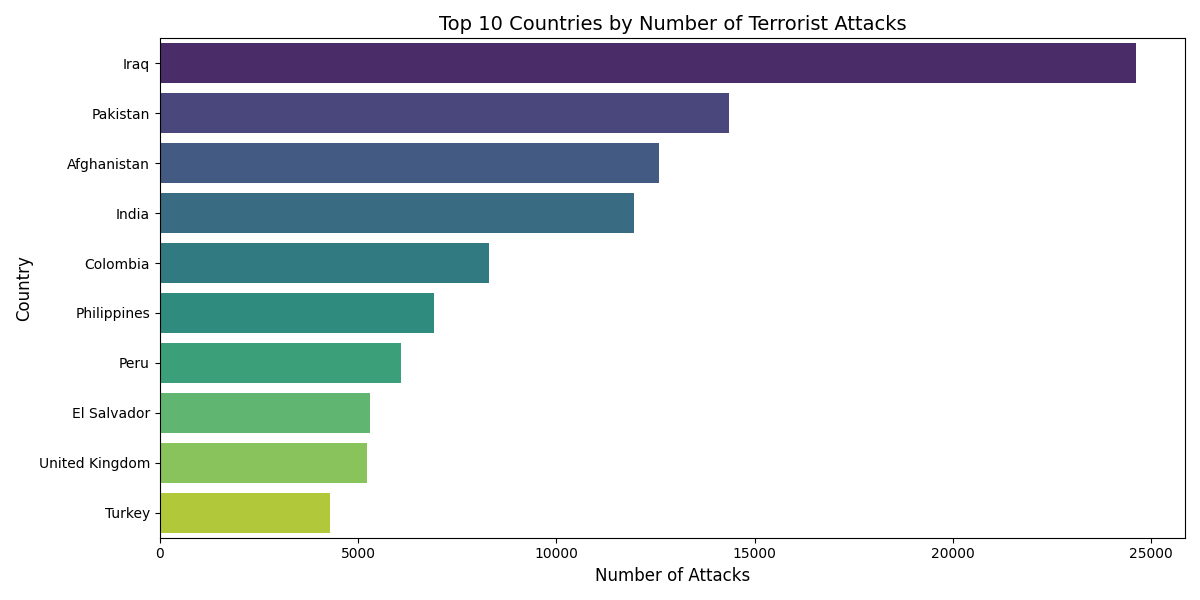 Top 10 Countries by Number of Terrorist Attacks
Country
Iraq
Pakistan
Afghanistan
India
Colombia
Philippines
Peru
El Salvador
United Kingdom
Turkey
0 5000 10000 15000 20000 25000
Number of Attacks